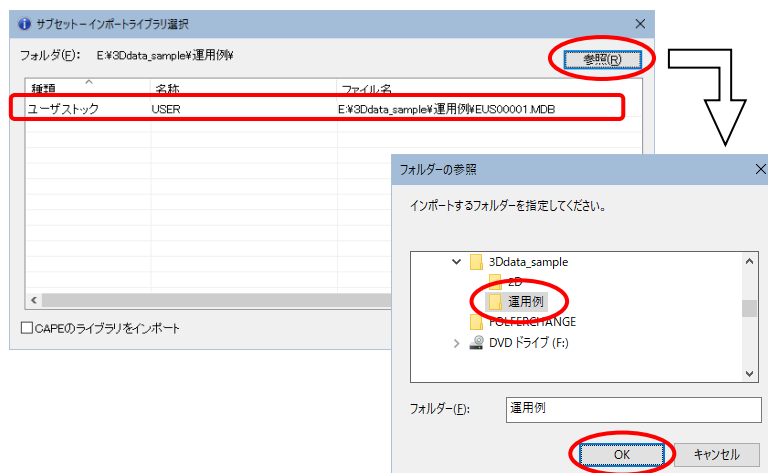 サブセット－インポートライブラリ選択
フォルダ(F): E:¥3Ddata_sample¥運用例¥
参照(R)
種類 名称 ファイル名
ユーザストック USER E:¥3Ddata_sample¥運用例¥EUS00001.MDB
CAPEのライブラリをインポート
フォルダーの参照
インポートするフォルダーを指定してください。
3Ddata_sample
2D
運用例
FOLFERCHANGE
DVD ドライブ (F:)
フォルダー(F): 運用例
OK キャンセル